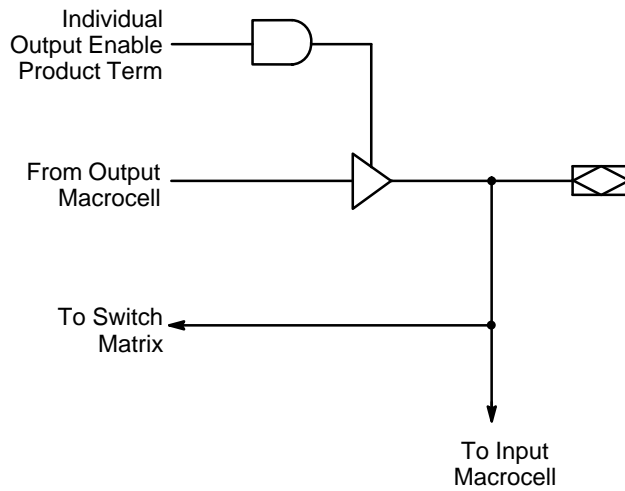 Individual
Output Enable
Product Term
From Output
Macrocell
To Switch
Matrix
To Input
Macrocell